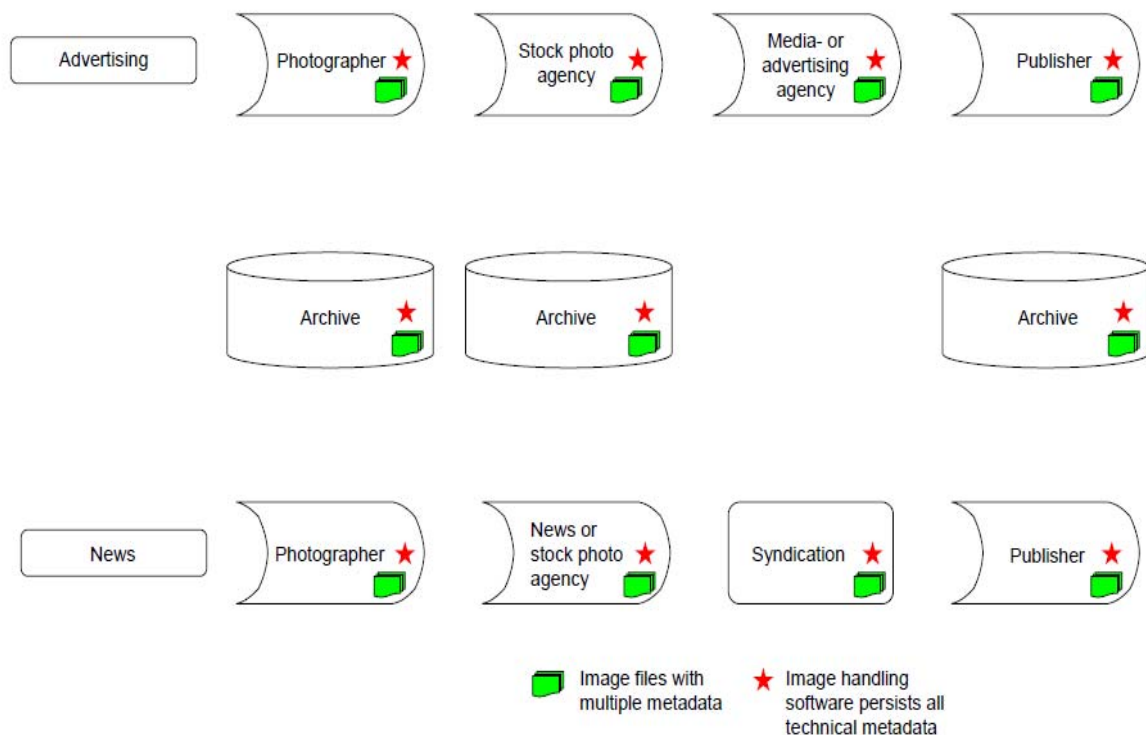 Advertising
Photographer
Stock photo
agency
Media- or
advertising
agency
Publisher
Archive
Archive
Archive
News
Photographer
News or
stock photo
agency
Syndication
Publisher
Image files with
multiple metadata
Image handling
software persists all
technical metadata